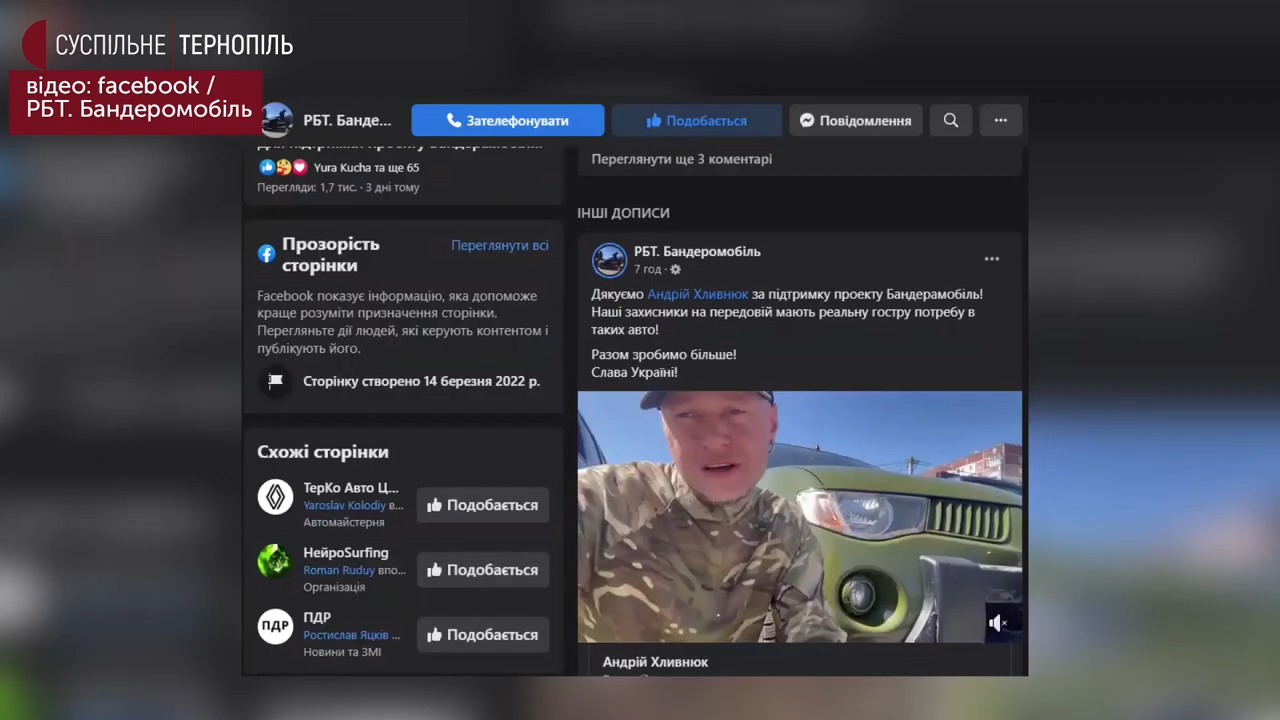 СУСПІЛЬНЕ ТЕРНОПІЛЬ
відео: facebook /
РБТ. Бандеромобіль
РБТ. Банде...
Зателефонувати
Подобається
Повідомлення
Yura Kucha та ще 65
Перегляди: 1,7 тис. · 3 дні тому
Прозорість
сторінки
Переглянути всі
Facebook показує інформацію, яка допоможе
краще розуміти призначення сторінки.
Перегляньте дії людей, які керують контентом і
публікують його.
Сторінку створено 14 березня 2022 р.
Схожі сторінки
ТерКо Авто Ц...
Yaroslav Kolodiy в...
Автомайстерня
Подобається
НейроSurfing
Roman Ruduy впо...
Організація
Подобається
ПДР
ПДР
Ростислав Яцків ...
Новини та ЗМІ
Подобається
Переглянути ще 3 коментарі
ІНШІ ДОПИСИ
РБТ. Бандеромобіль
7 год ·
Дякуємо Андрій Хливнюк за підтримку проекту Бандерамобіль!
Наші захисники на передовій мають реальну гостру потребу в
таких авто!
Разом зробимо більше!
Слава Україні!
Андрій Хливнюк